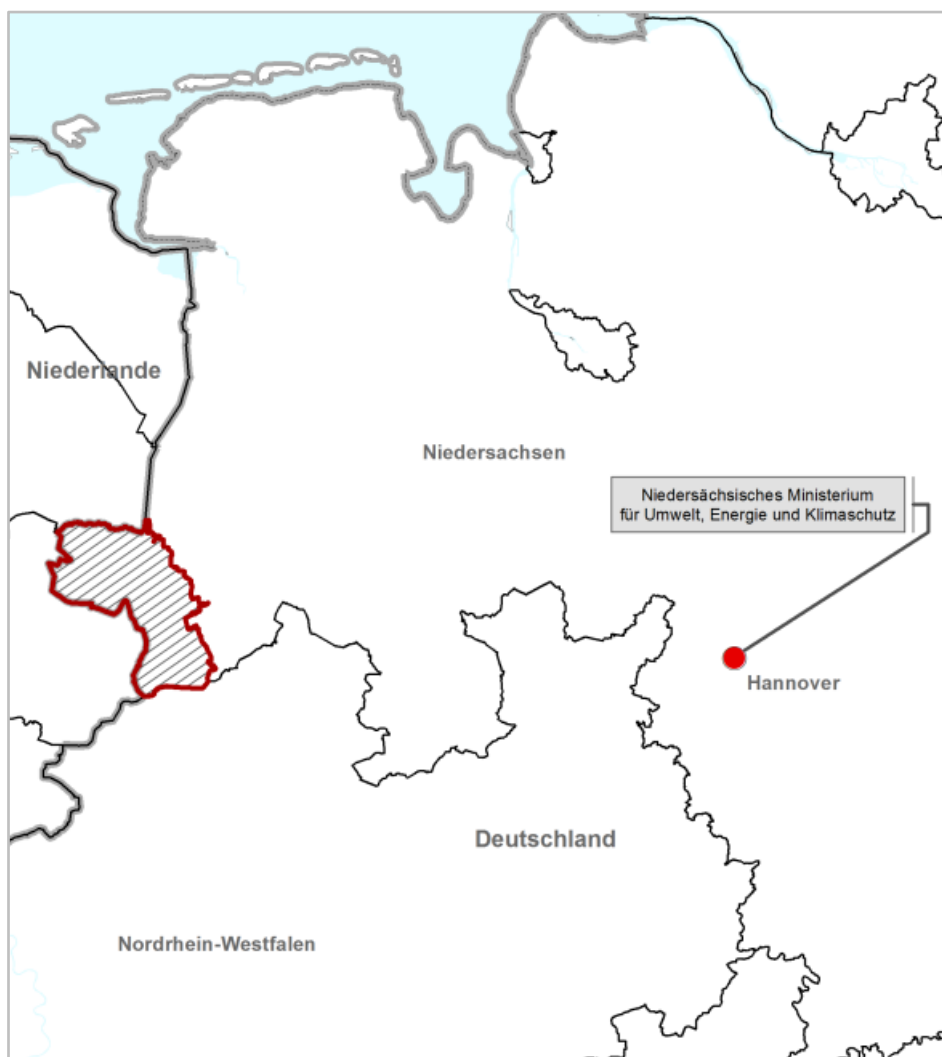 Niederlande
Niedersachsen
Niedersächsisches Ministerium
für Umwelt, Energie und Klimaschutz
Hannover
Deutschland
Nordrhein-Westfalen